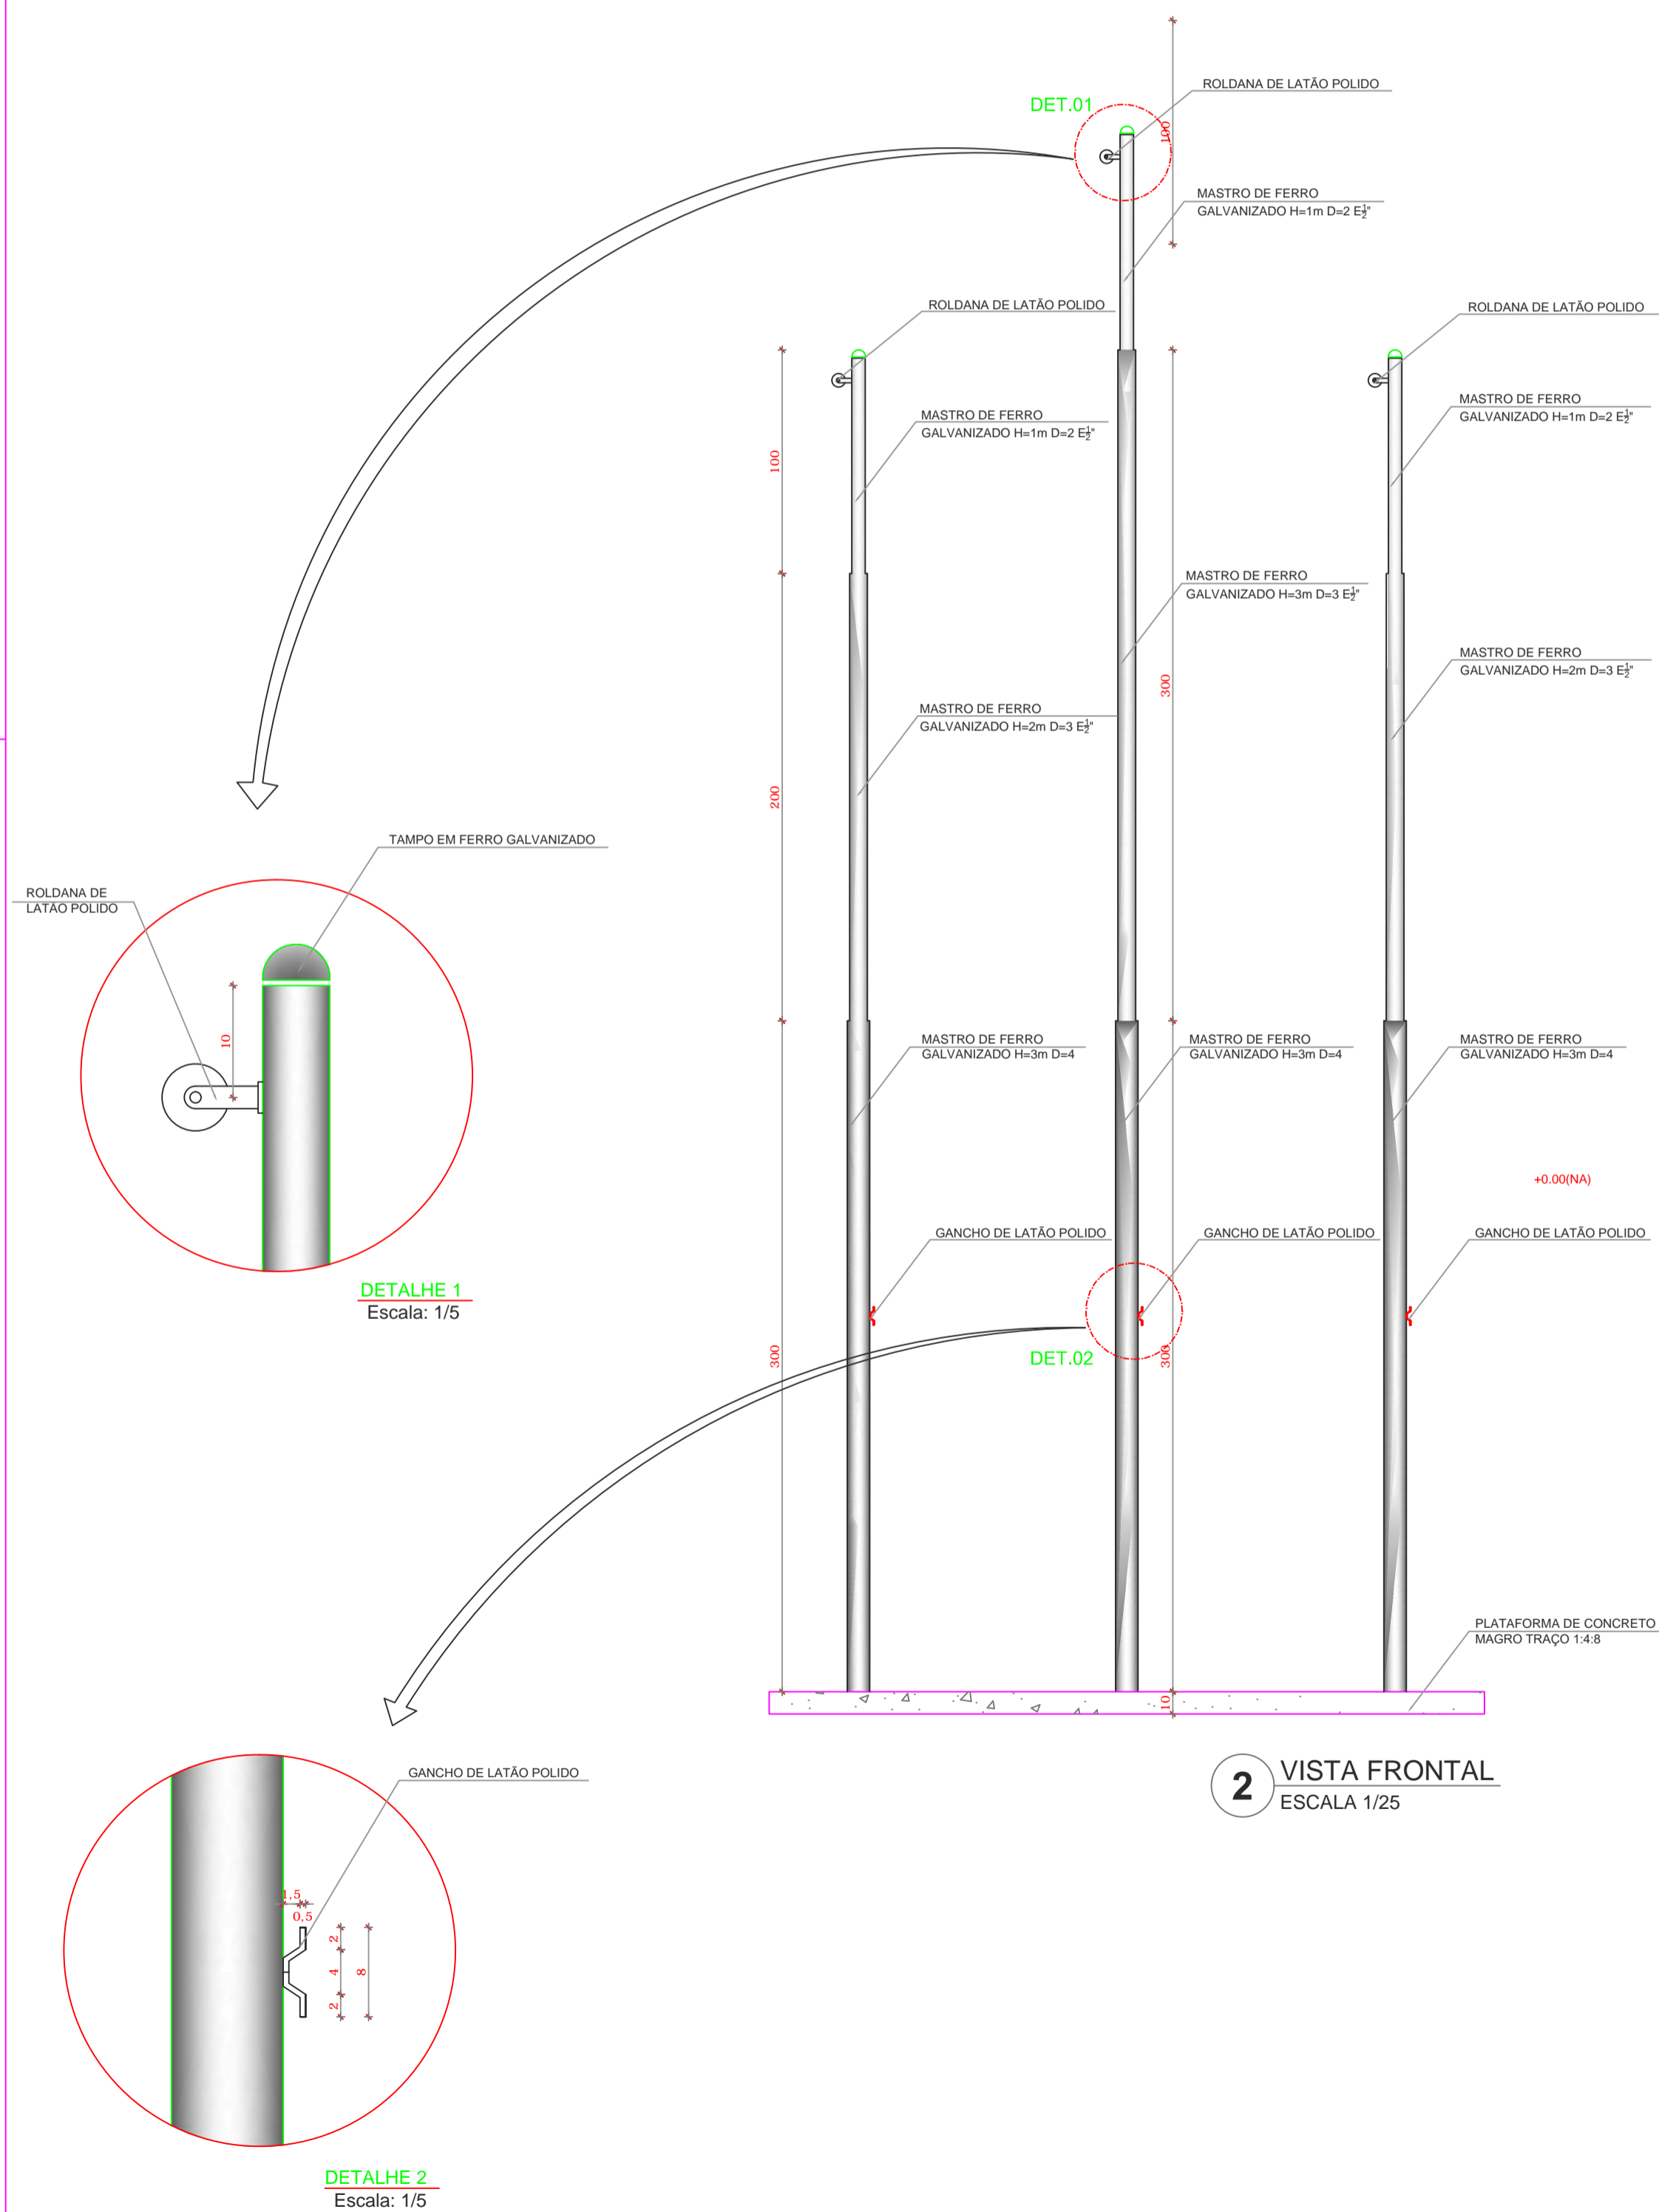 DET.01
ROLDANA DE LATÃO POLIDO
100
MASTRO DE FERRO
GALVANIZADO H=1m D=2 E½"
ROLDANA DE LATÃO POLIDO
ROLDANA DE LATÃO POLIDO
100
MASTRO DE FERRO
GALVANIZADO H=1m D=2 E½"
MASTRO DE FERRO
GALVANIZADO H=1m D=2 E½"
MASTRO DE FERRO
GALVANIZADO H=3m D=3 E½"
300
MASTRO DE FERRO
GALVANIZADO H=2m D=3 E½"
MASTRO DE FERRO
GALVANIZADO H=2m D=3 E½"
200
TAMPO EM FERRO GALVANIZADO
ROLDANA DE
LATÃO POLIDO
10
MASTRO DE FERRO
GALVANIZADO H=3m D=4
MASTRO DE FERRO
GALVANIZADO H=3m D=4
MASTRO DE FERRO
GALVANIZADO H=3m D=4
+0.00(NA)
GANCHO DE LATÃO POLIDO
GANCHO DE LATÃO POLIDO
GANCHO DE LATÃO POLIDO
DETALHE 1
Escala: 1/5
300
DET.02
300
PLATAFORMA DE CONCRETO
MAGRO TRAÇO 1:4:8
10
2
VISTA FRONTAL
ESCALA 1/25
GANCHO DE LATÃO POLIDO
1,5
0,5
2
4
8
2
DETALHE 2
Escala: 1/5